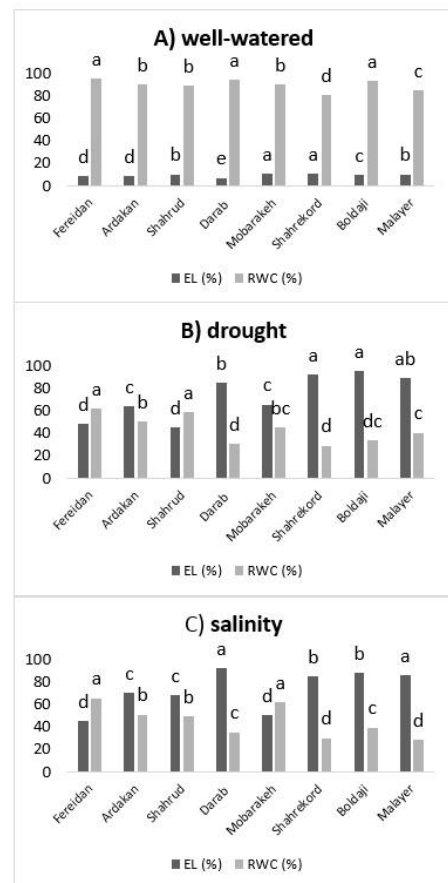 A) well-watered
a b b a b d a c
d d b e a a c b
100
80
60
40
20
0
Fereidan Ardakan Shahrud Darab Mobarakeh Shahrekord Boldaji Malayer
EL (%) RWC (%)
B) drought
d a c b d a b d c bc a d a dc ab c
100
80
60
40
20
0
Fereidan Ardakan Shahrud Darab Mobarakeh Shahrekord Boldaji Malayer
EL (%) RWC (%)
C) salinity
d a c b c b a c d a b d b c a d
100
80
60
40
20
0
Fereidan Ardakan Shahrud Darab Mobarakeh Shahrekord Boldaji Malayer
EL (%) RWC (%)